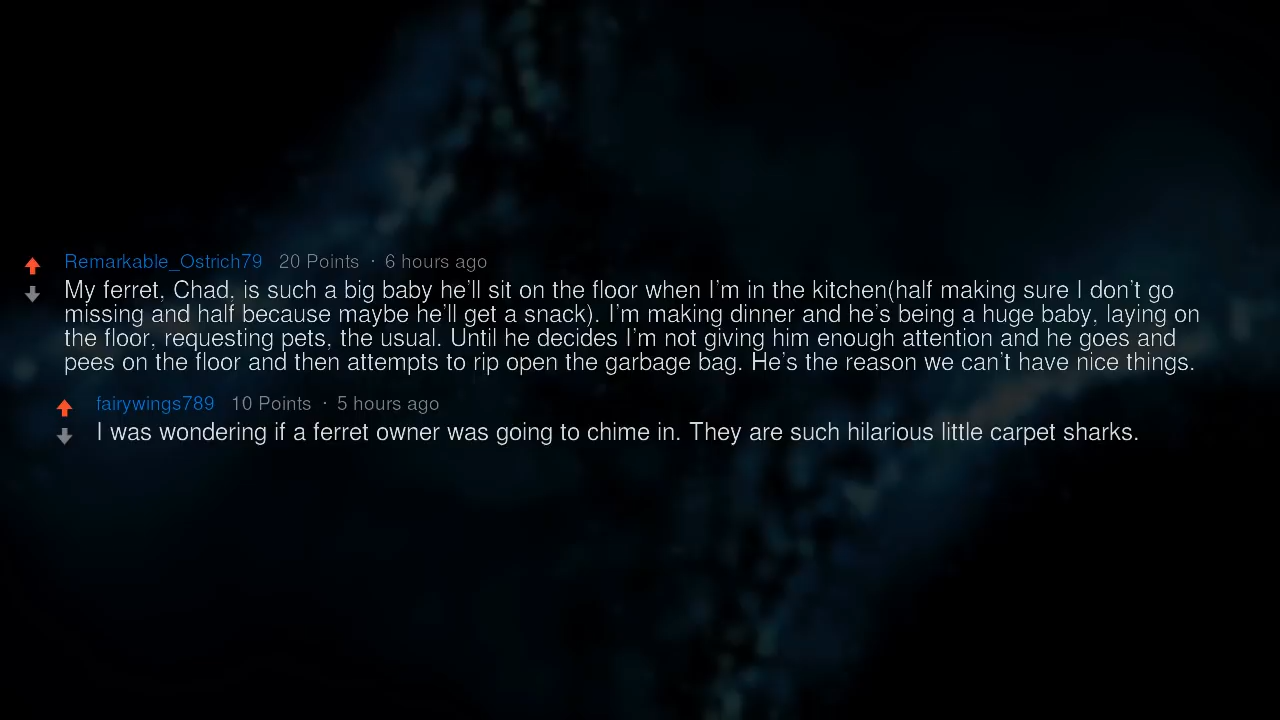 Remarkable_Ostrich79 20 Points · 6 hours ago
My ferret, Chad, is such a big baby he'll sit on the floor when I'm in the kitchen(half making sure I don't go
missing and half because maybe he'll get a snack). I'm making dinner and he's being a huge baby, laying on
the floor, requesting pets, the usual. Until he decides I'm not giving him enough attention and he goes and
pees on the floor and then attempts to rip open the garbage bag. He's the reason we can't have nice things.
fairywings789 10 Points · 5 hours ago
I was wondering if a ferret owner was going to chime in. They are such hilarious little carpet sharks.